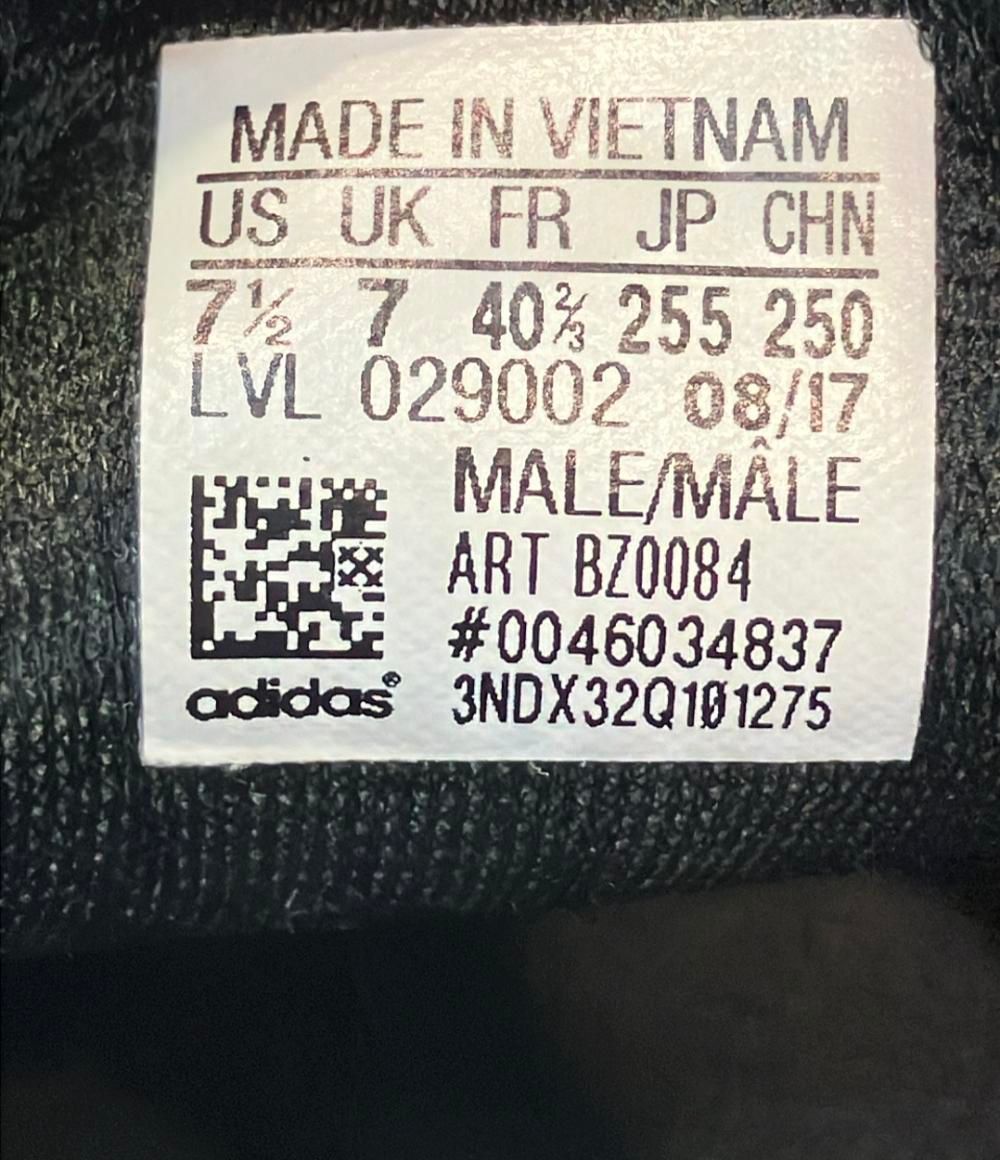 MADE IN VIETNAM
US UK FR JP CHN
7½ 7 40⅔ 255 250
LVL 029002 08/17
MALE/MÂLE
ART BZ0084
#0046034837
adidas® 3NDX32Q101275